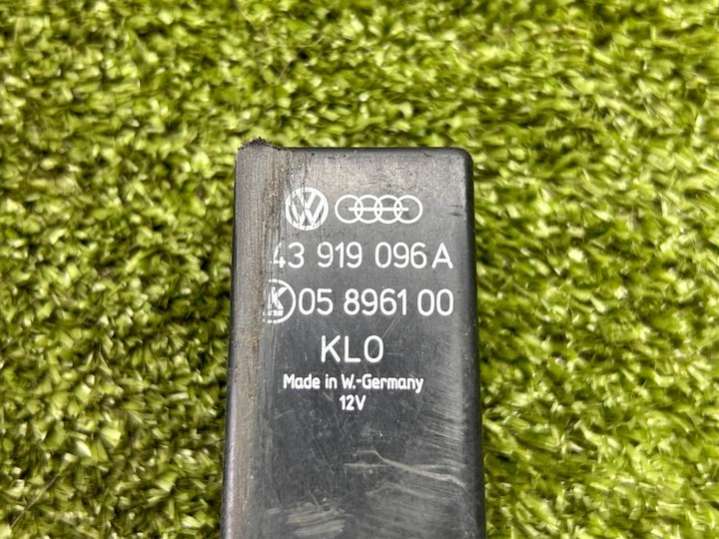 43 919 096 A
K 05 8961 00
KLO
Made in W.-Germany
12V